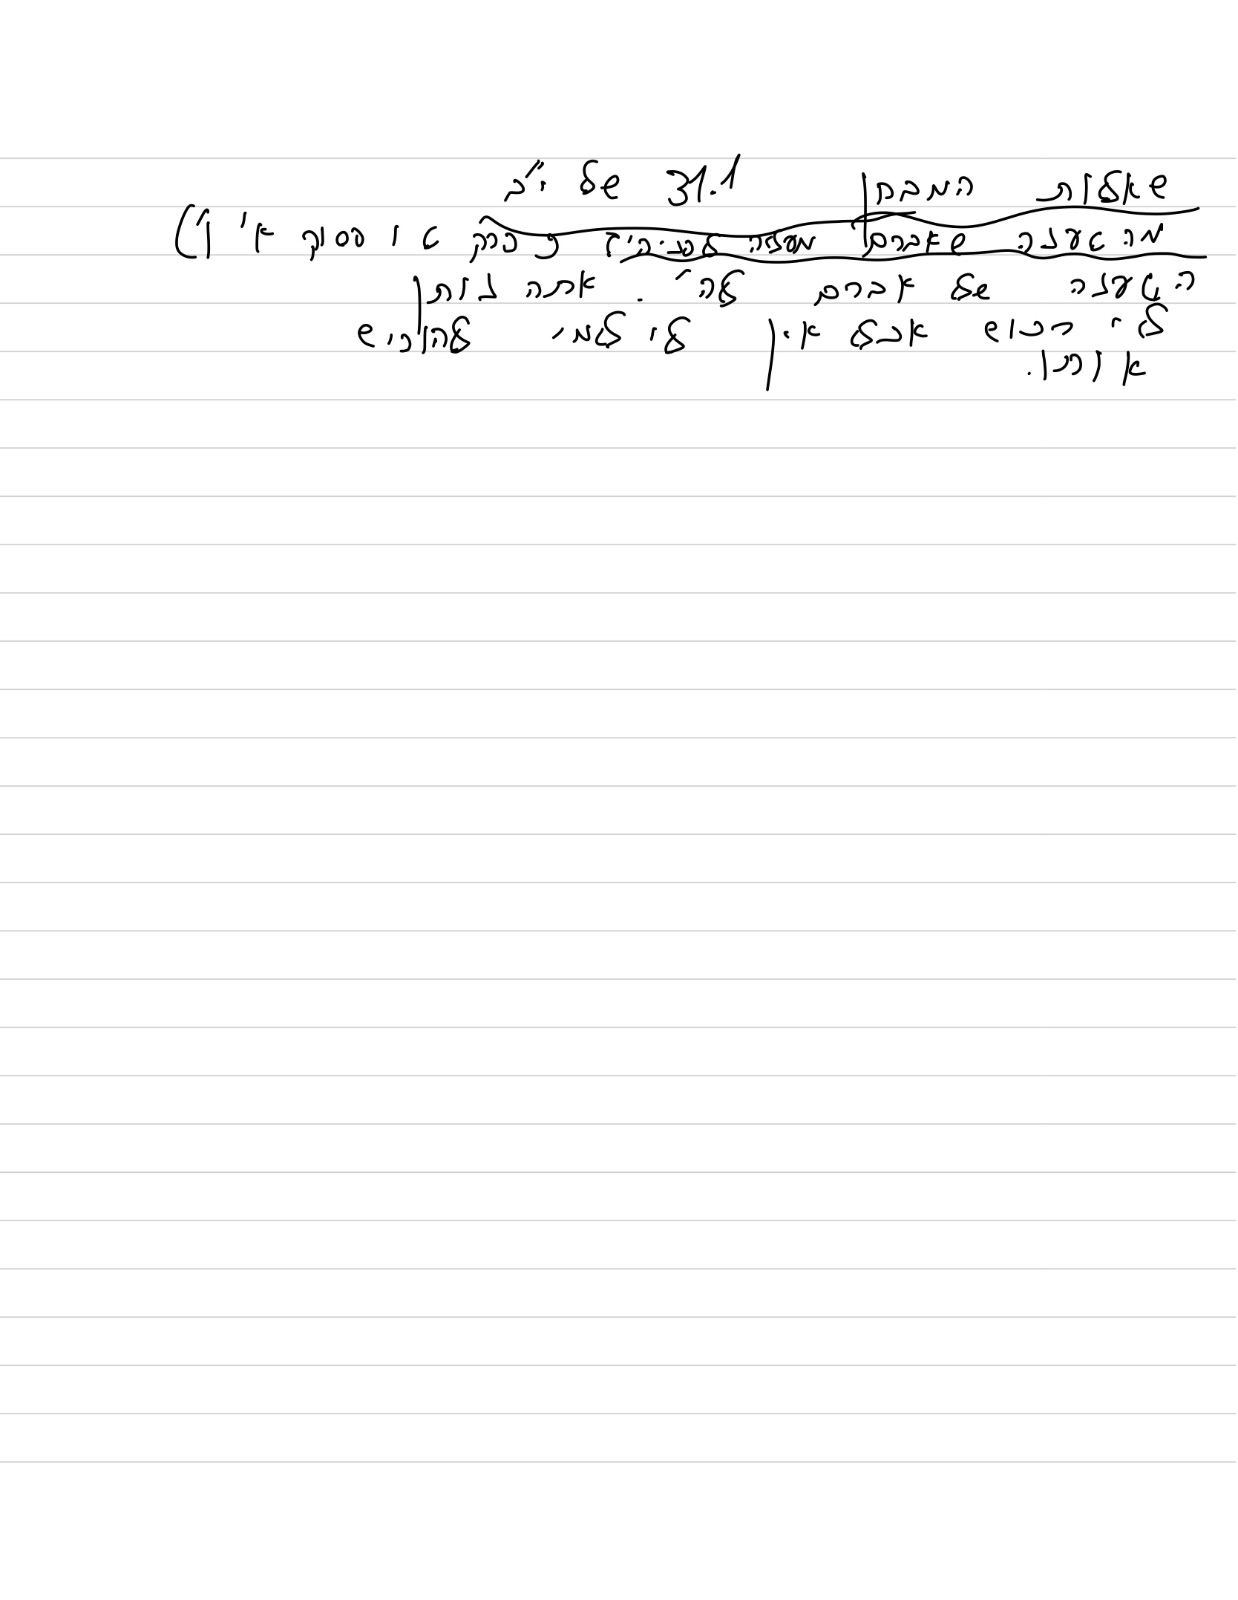 שאלות המבחן 31.1 של י״ב
מה טענה שאברם מעלה לפני ה׳? פרק ט ו פסוק א׳ ו׳)
הטענה של אברם לה׳. אתה נותן
לי רכוש אבל אין לי למי להוריש
אותו.